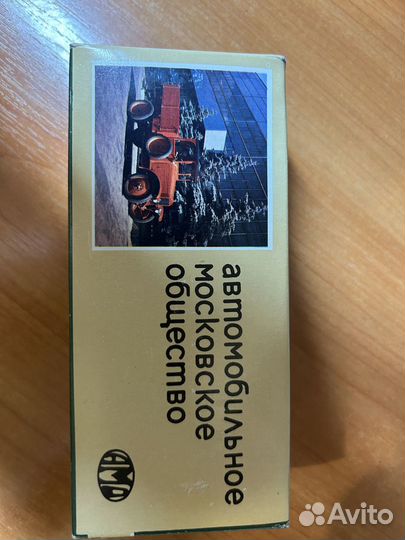 автомобильное
московское
общество
АМО
Avito